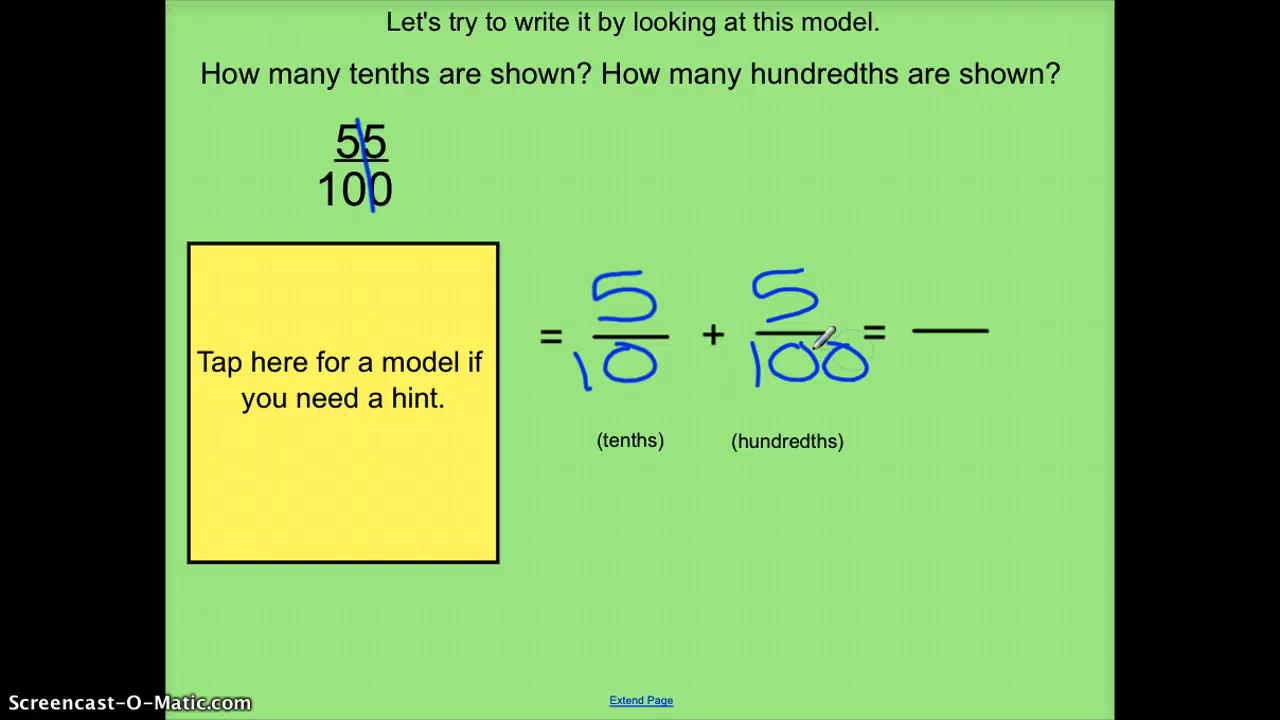 Let's try to write it by looking at this model.
How many tenths are shown? How many hundredths are shown?
55
100
Tap here for a model if
you need a hint.
5 5
= + =
10 100
(tenths) (hundredths)
Extend Page
Screencast-O-Matic.com